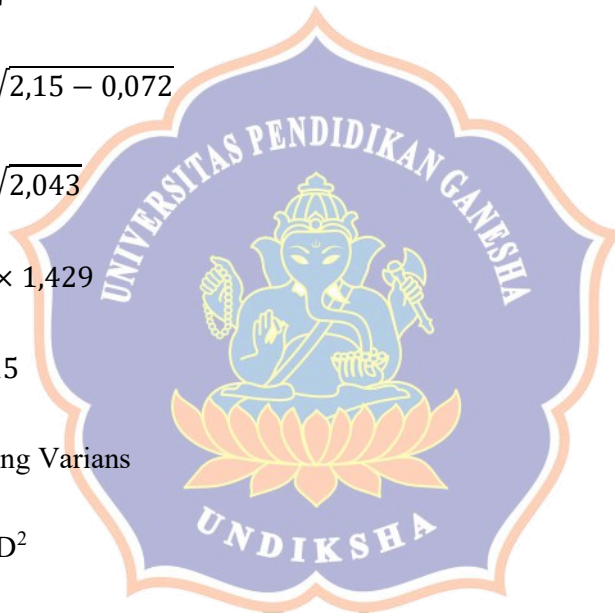 √2,15 − 0,072
√2,043
× 1,429
UNIVERSITAS PENDIDIKAN GANESHA
5
ng Varians
UNDIKSHA
D²